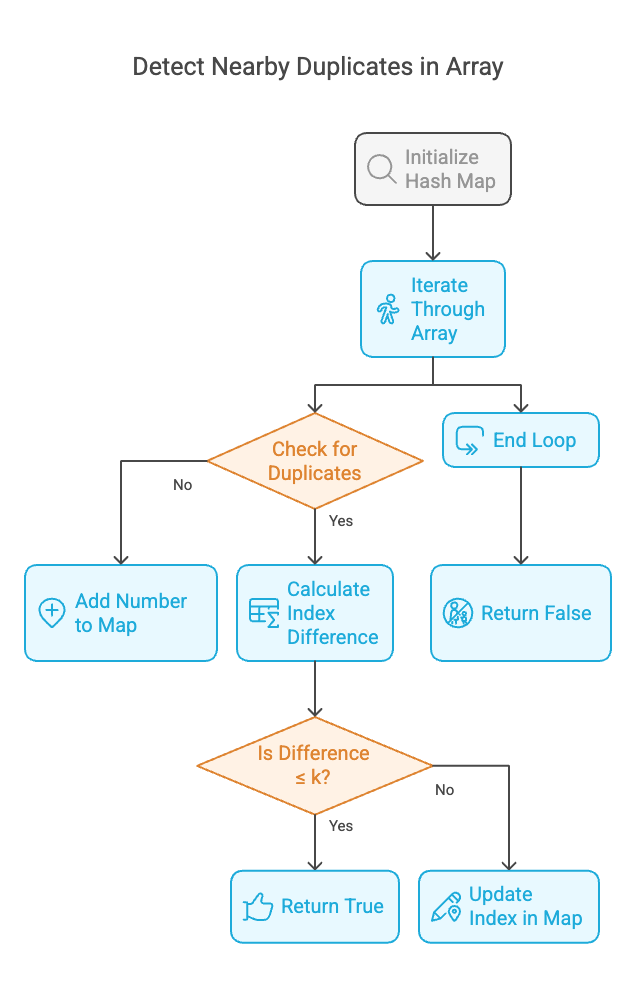 Detect Nearby Duplicates in Array
Initialize
Hash Map
Iterate
Through
Array
Check for
Duplicates
End Loop
No
Yes
Add Number
to Map
Calculate
Index
Difference
Return False
Is Difference
≤ k?
No
Yes
Return True
Update
Index in Map